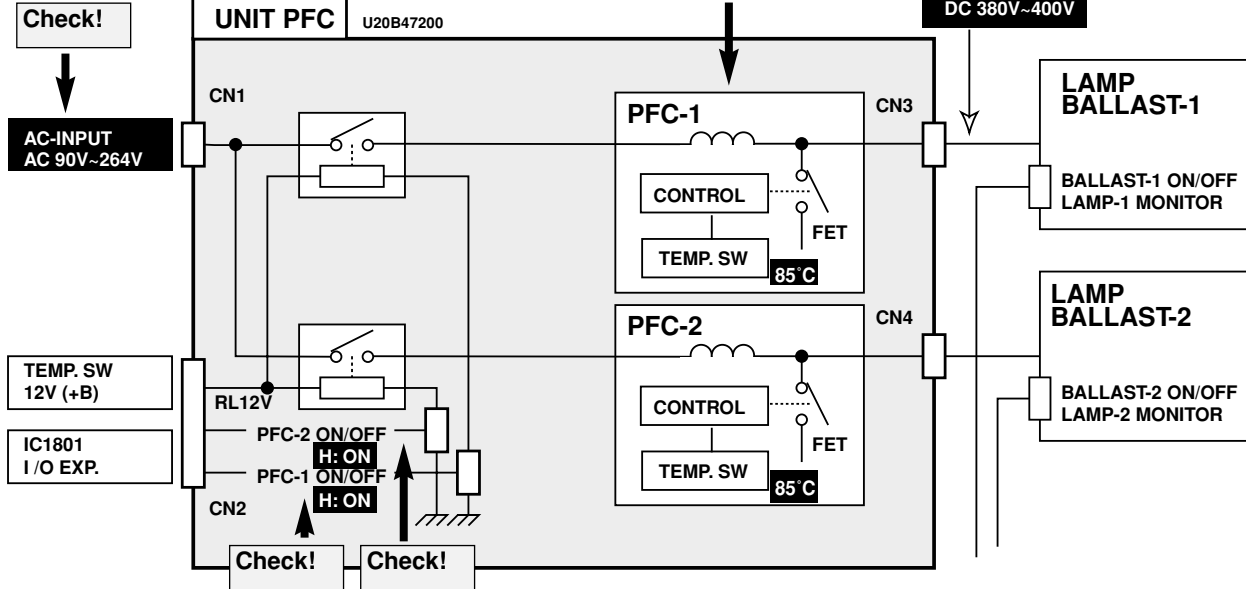 Check!
UNIT PFC
U20B47200
DC 380V~400V
CN1
AC-INPUT
AC 90V~264V
PFC-1
CONTROL
TEMP. SW
FET
85˚C
CN3
LAMP
BALLAST-1
BALLAST-1 ON/OFF
LAMP-1 MONITOR
PFC-2
CONTROL
TEMP. SW
FET
85˚C
CN4
LAMP
BALLAST-2
BALLAST-2 ON/OFF
LAMP-2 MONITOR
TEMP. SW
12V (+B)
RL12V
IC1801
I /O EXP.
PFC-2 ON/OFF
H: ON
PFC-1 ON/OFF
H: ON
CN2
Check!
Check!